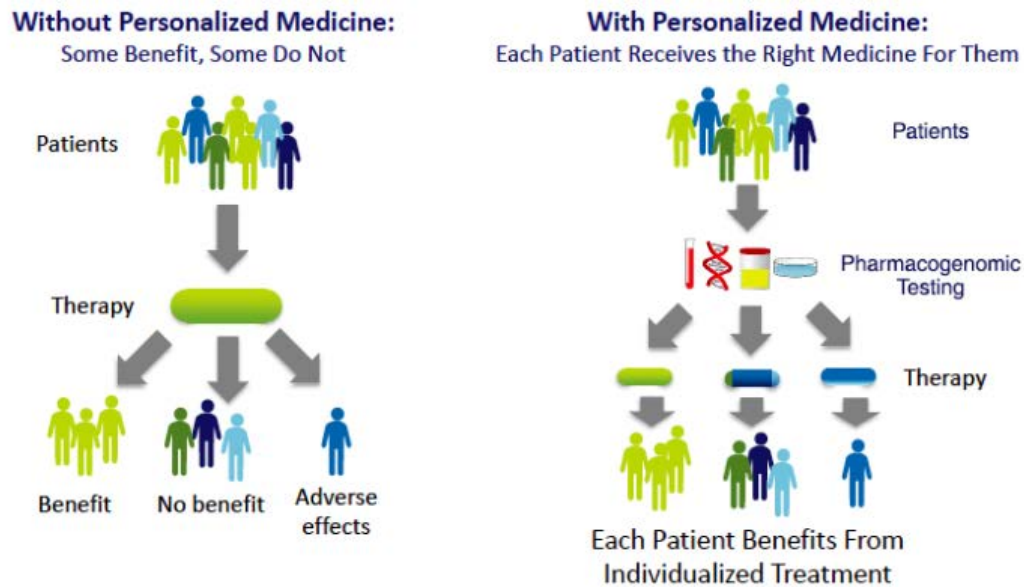 Without Personalized Medicine:
Some Benefit, Some Do Not
Patients
Therapy
Benefit
No benefit
Adverse
effects
With Personalized Medicine:
Each Patient Receives the Right Medicine For Them
Patients
Pharmacogenomic
Testing
Therapy
Each Patient Benefits From
Individualized Treatment